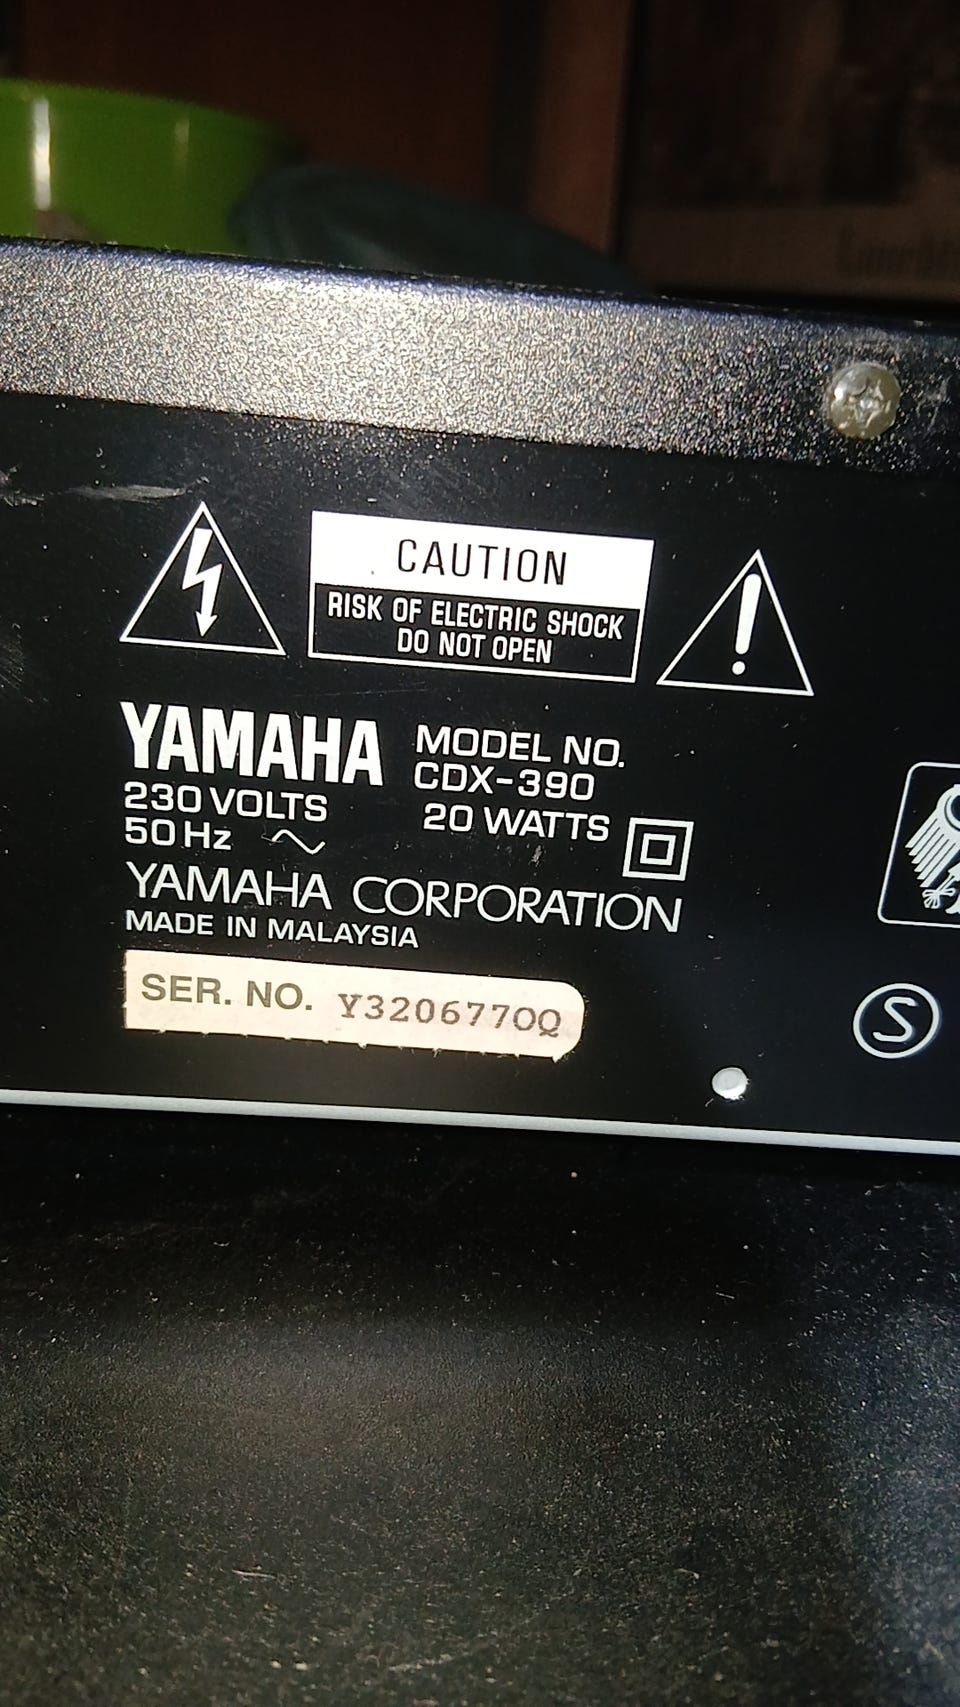 CAUTION
RISK OF ELECTRIC SHOCK
DO NOT OPEN
YAMAHA
MODEL NO.
CDX-390
230 VOLTS
20 WATTS
50 Hz
YAMAHA CORPORATION
MADE IN MALAYSIA
SER. NO. Y320677OQ
S